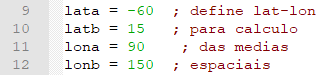 9 lata = -60 ; define lat-lon
10 latb = 15 ; para calculo
11 lona = 90 ; das medias
12 lonb = 150 ; espaciais